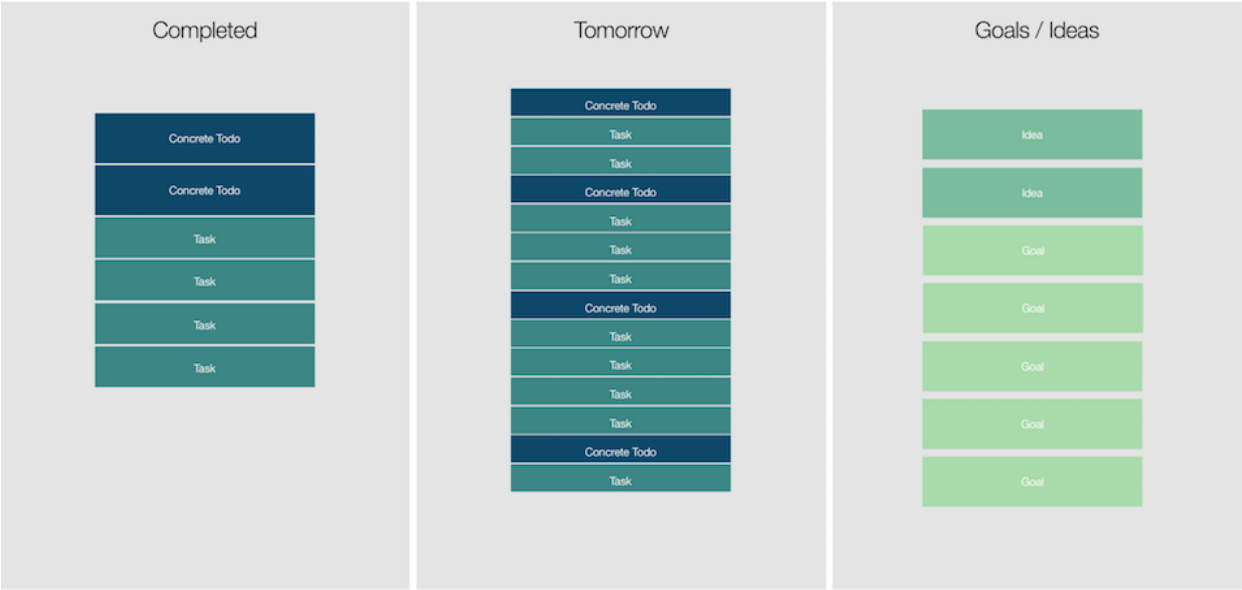 Completed
Concrete Todo
Concrete Todo
Task
Task
Task
Task
Tomorrow
Concrete Todo
Task
Task
Concrete Todo
Task
Task
Task
Concrete Todo
Task
Task
Task
Task
Concrete Todo
Task
Goals / Ideas
Idea
Idea
Goal
Goal
Goal
Goal
Goal